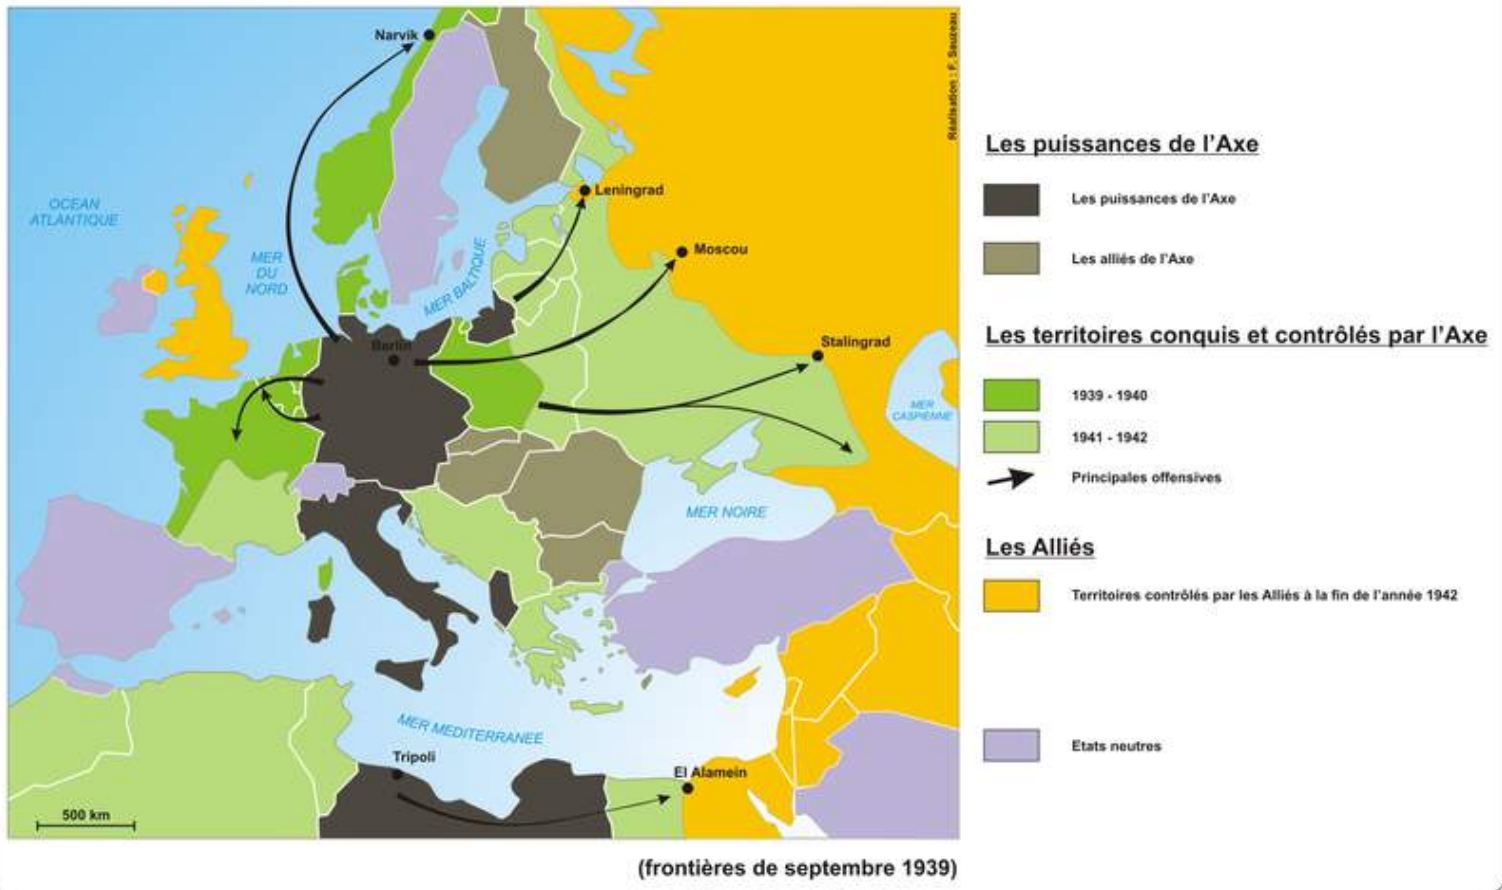 Narvik
Réalisation : F. Sauzeau
Les puissances de l'Axe
Leningrad
Les puissances de l'Axe
OCEAN
ATLANTIQUE
Moscou
MER
DU
NORD
Les alliés de l'Axe
MER BALTIQUE
Les territoires conquis et contrôlés par l'Axe
Berlin
Stalingrad
1939 - 1940
MER
CASPIENNE
1941 - 1942
Principales offensives
MER NOIRE
Les Alliés
Territoires contrôlés par les Alliés à la fin de l'année 1942
MER MEDITERRANEE
Etats neutres
Tripoli
El Alamein
500 km
(frontières de septembre 1939)